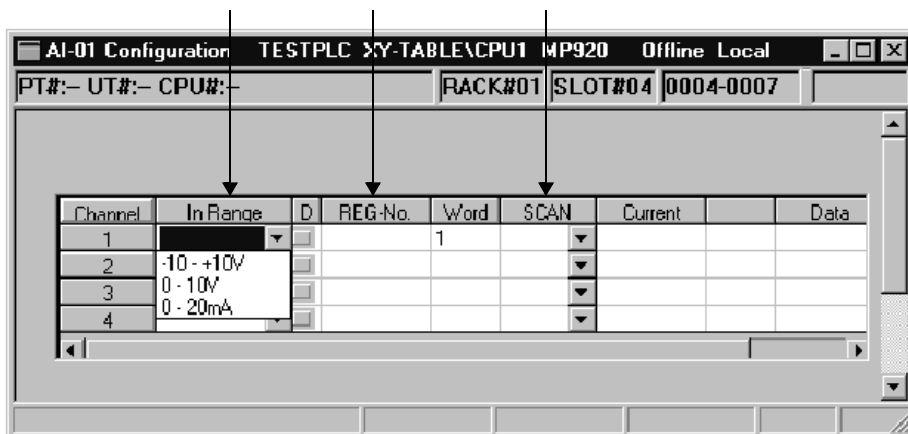 AI-01 Configuration TESTPLC XY-TABLE\CPU1 MP920 Offline Local
PT#:– UT#:– CPU#:– RACK#01 SLOT#04 0004-0007
Channel In Range D REG-No. Word SCAN Current Data
1 1
2 -10 - +10V
3 0 - 10V
0 - 20mA
4